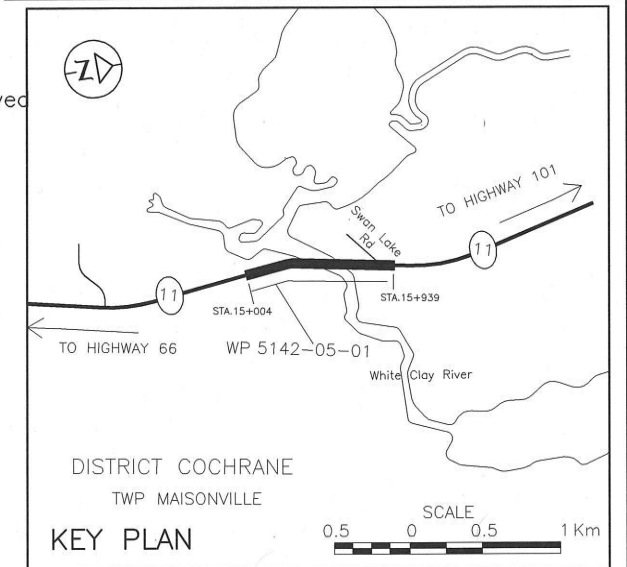 N
ved
TO HIGHWAY 101
Swan Lake
Rd
11
11
STA.15+004
STA.15+939
TO HIGHWAY 66
WP 5142-05-01
White Clay River
DISTRICT COCHRANE
TWP MAISONVILLE
KEY PLAN
SCALE
0.5 0 0.5 1 Km